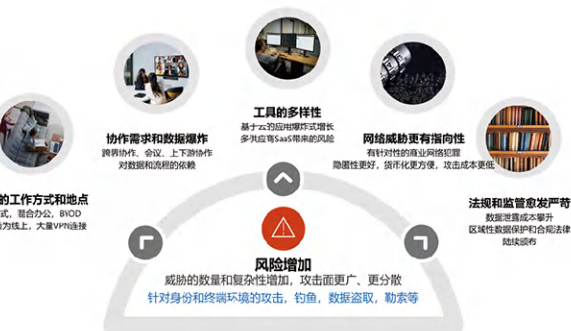 工具的多样性
基于云的应用爆炸式增长
多供应商SaaS带来的风险
协作需求和数据爆炸
跨界协作、会议、上下游协作
对数据和流程的依赖
网络威胁更有指向性
有针对性的商业网络犯罪
隐匿性更好，货币化更方便，攻击成本更低
的工作方式和地点
式，混合办公，BYOD
为线上，大量VPN连接
法规和监管愈发严苛
数据泄露成本攀升
区域性数据保护和合规法律
陆续颁布
风险增加
威胁的数量和复杂性增加，攻击面更广、更分散
针对身份和终端环境的攻击，钓鱼，数据盗取，勒索等